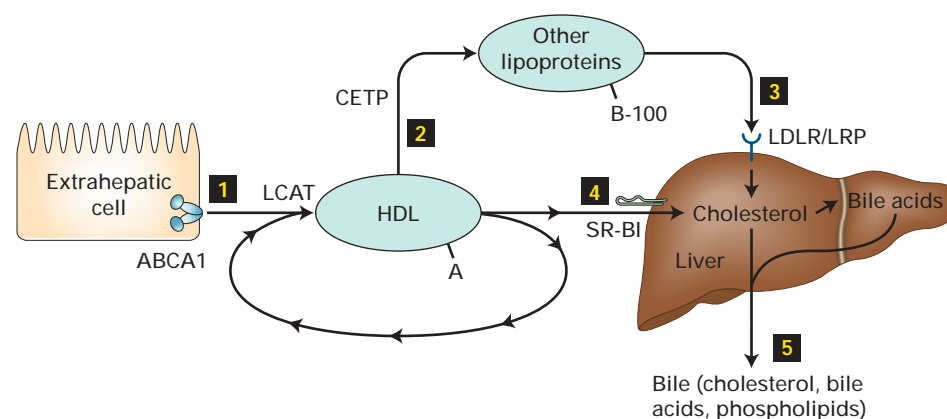 Other
lipoproteins
CETP
B-100
3
2
LDLR/LRP
Extrahepatic
cell
1
LCAT
HDL
4
SR-BI
Cholesterol
Bile acids
ABCA1
A
Liver
5
Bile (cholesterol, bile
acids, phospholipids)